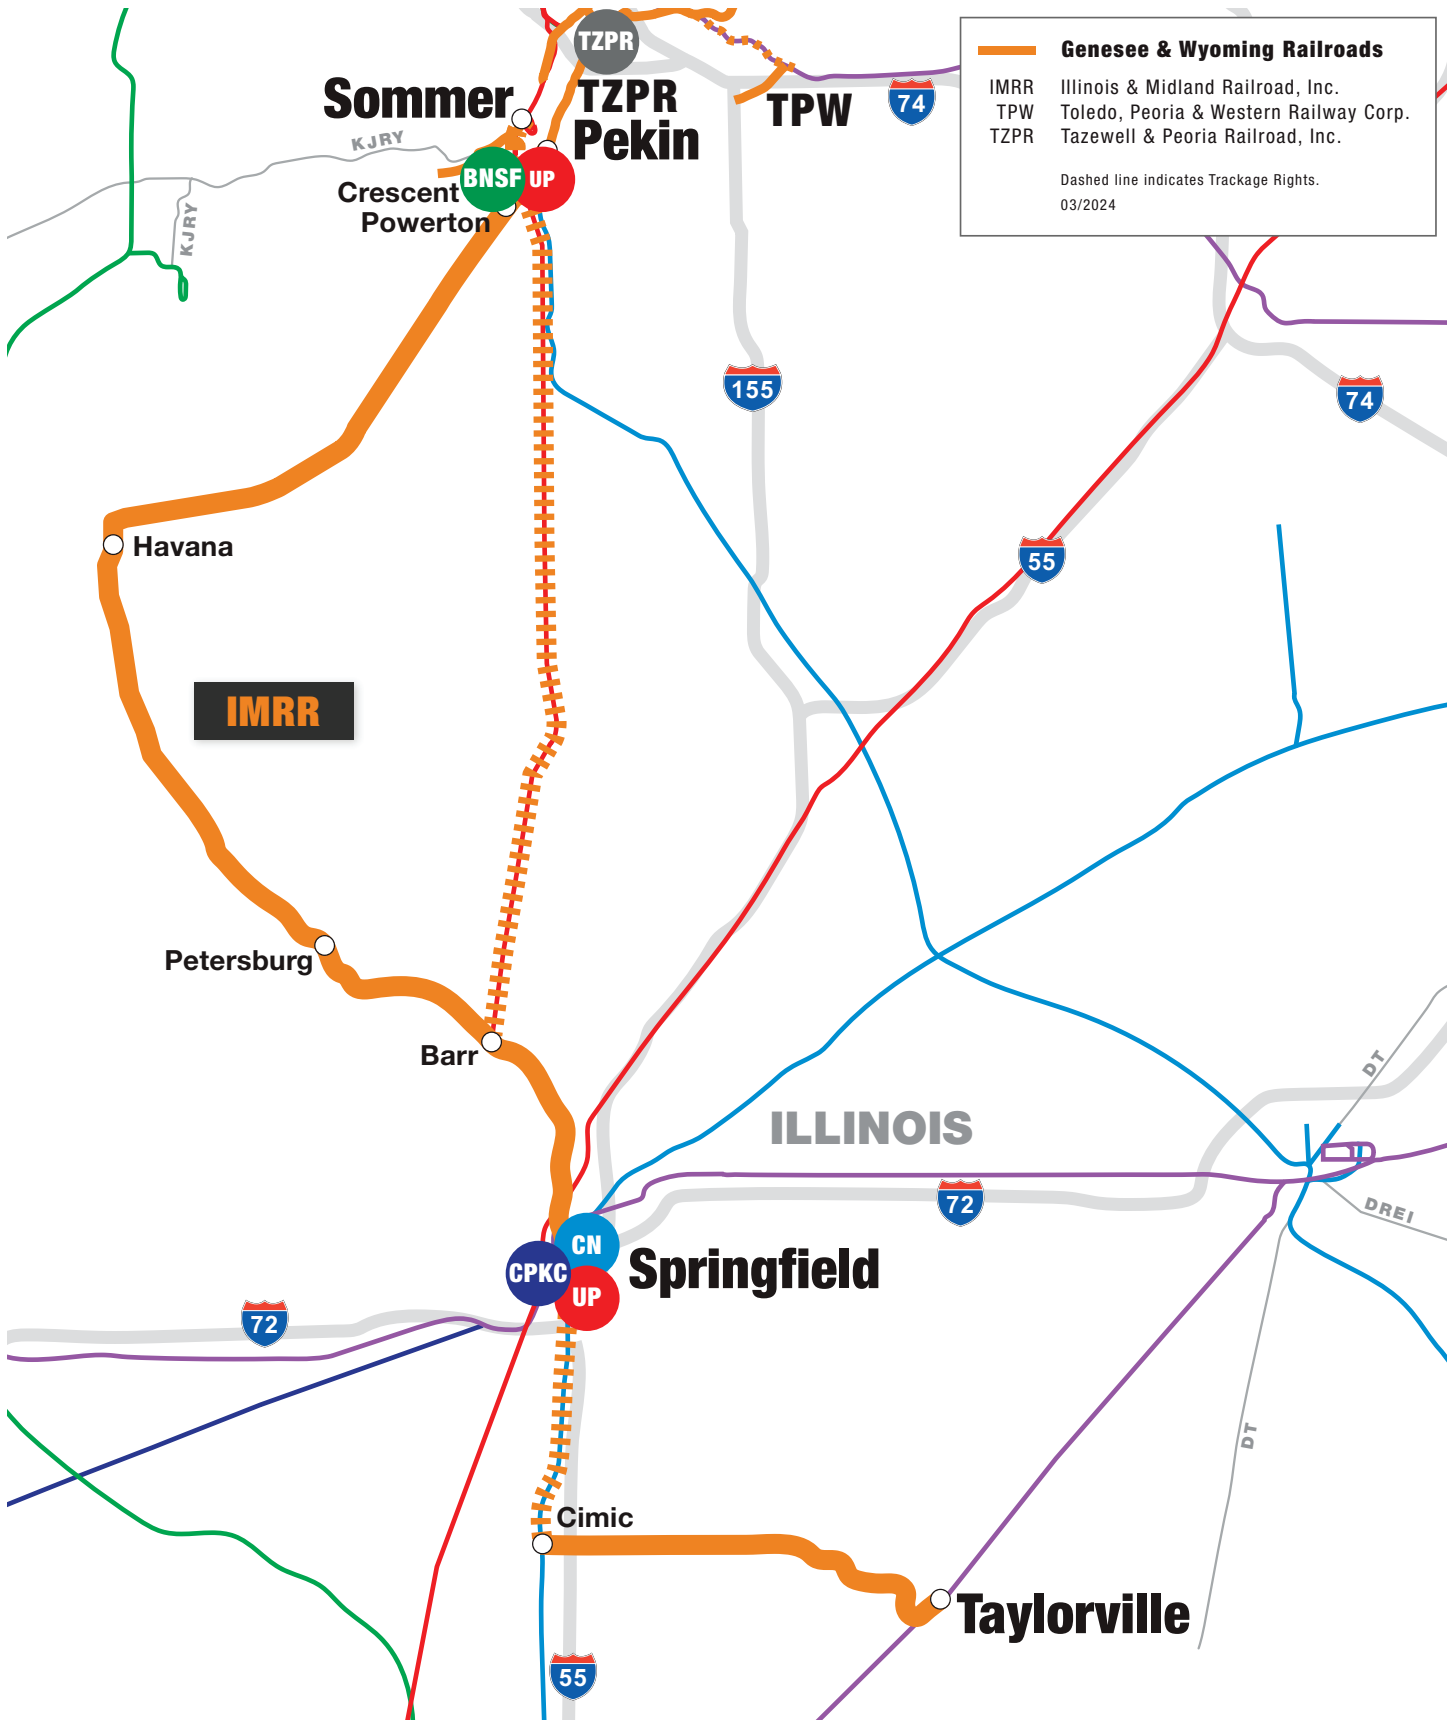 TZPR
Genesee & Wyoming Railroads
IMRR Illinois & Midland Railroad, Inc.
TPW Toledo, Peoria & Western Railway Corp.
TZPR Tazewell & Peoria Railroad, Inc.
Dashed line indicates Trackage Rights.
03/2024
Sommer
TZPR
Pekin
TPW
74
KJRY
BNSF
UP
Crescent
Powerton
KJRY
155
74
Havana
55
IMRR
Petersburg
Barr
DT
ILLINOIS
72
DREI
CN
CPKC
UP
Springfield
72
DT
Cimic
Taylorville
55